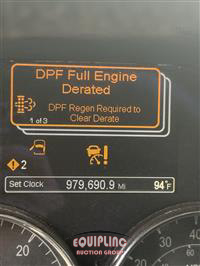 DPF Full Engine
Derated
DPF Regen Required to
Clear Derate
1 of 3
2
Set Clock 979,690.9 MI 94°F
EQUIPLINC
AUCTION GROUP
20
20